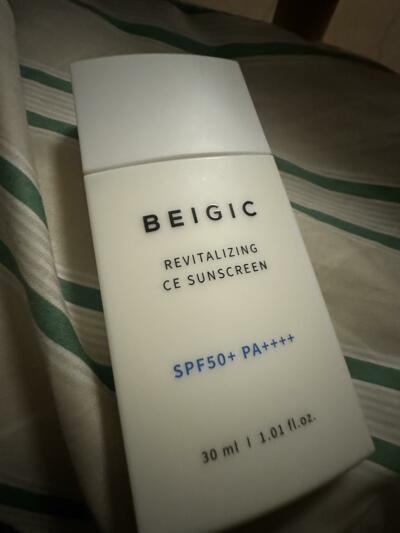 BEIGIC
REVITALIZING
CE SUNSCREEN
SPF50+ PA++++
30 ml | 1.01 fl.oz.